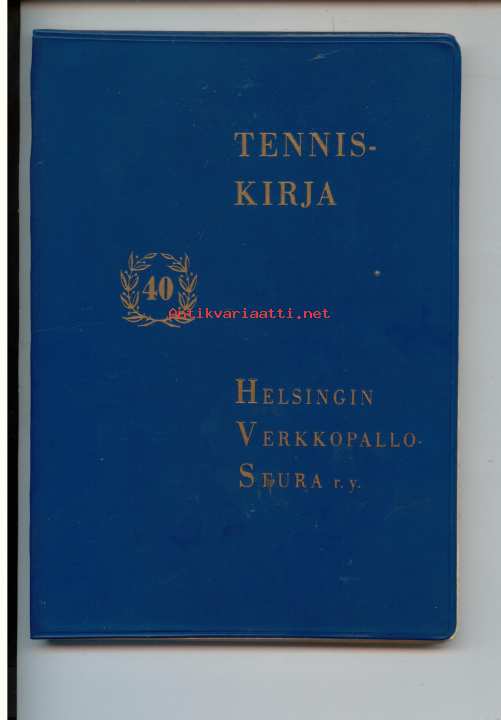 TENNIS-
KIRJA
40
Antikvariaatti.net
HELSINGIN
VERKKOPALLO-
SEURA r.y.